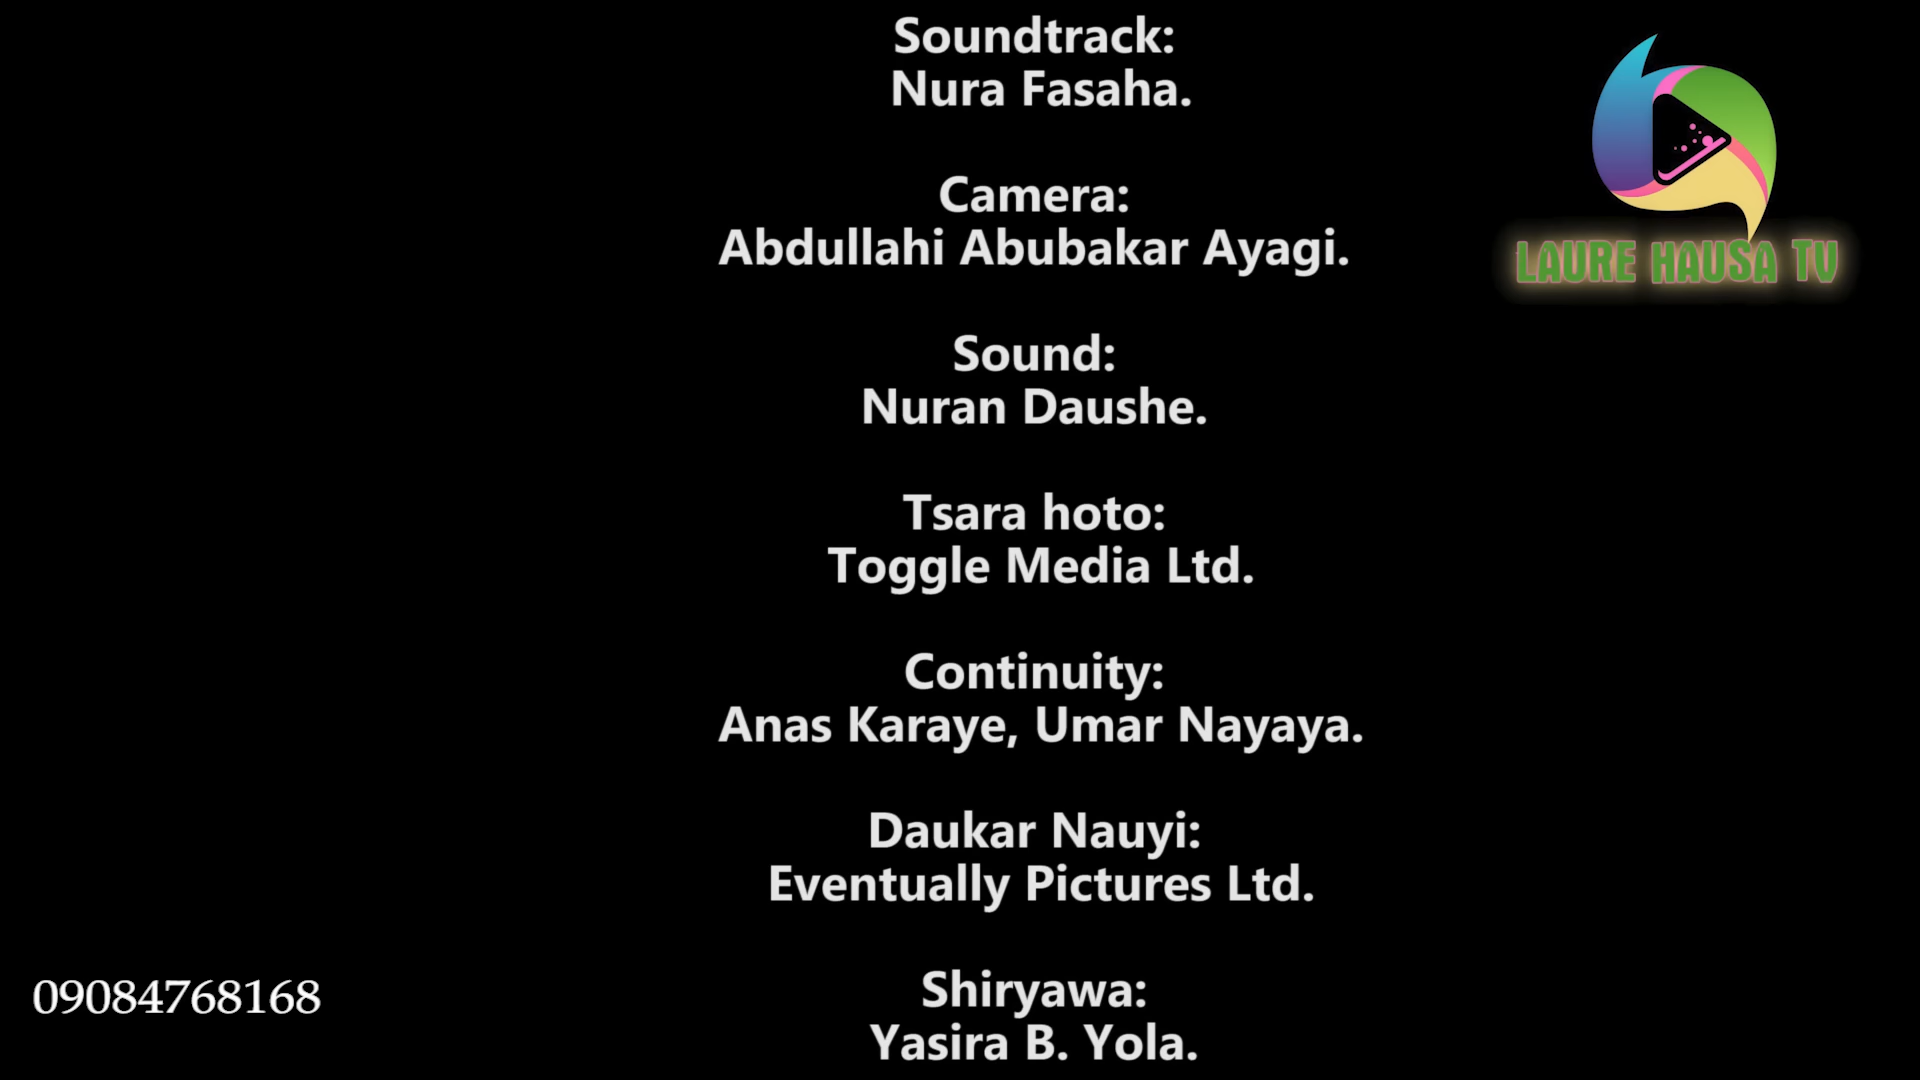 Soundtrack:
Nura Fasaha.
Camera:
Abdullahi Abubakar Ayagi.
Sound:
Nuran Daushe.
Tsara hoto:
Toggle Media Ltd.
Continuity:
Anas Karaye, Umar Nayaya.
Daukar Nauyi:
Eventually Pictures Ltd.
Shiryawa:
Yasira B. Yola.
LAURE HAUSA TV
09084768168